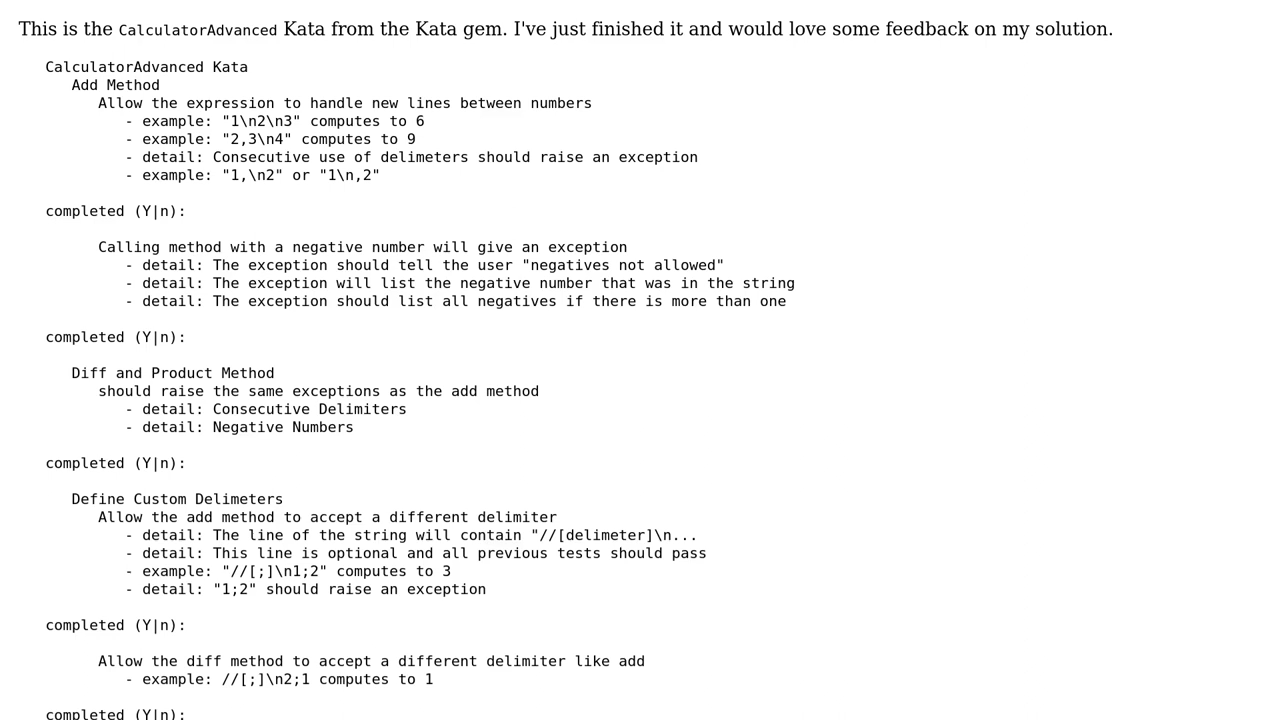 This is the CalculatorAdvanced Kata from the Kata gem. I've just finished it and would love some feedback on my solution.
CalculatorAdvanced Kata
Add Method
Allow the expression to handle new lines between numbers
- example: "1\n2\n3" computes to 6
- example: "2,3\n4" computes to 9
- detail: Consecutive use of delimeters should raise an exception
- example: "1,\n2" or "1\n,2"
completed (Y|n):
Calling method with a negative number will give an exception
- detail: The exception should tell the user "negatives not allowed"
- detail: The exception will list the negative number that was in the string
- detail: The exception should list all negatives if there is more than one
completed (Y|n):
Diff and Product Method
should raise the same exceptions as the add method
- detail: Consecutive Delimiters
- detail: Negative Numbers
completed (Y|n):
Define Custom Delimeters
Allow the add method to accept a different delimiter
- detail: The line of the string will contain "//[delimeter]\n...
- detail: This line is optional and all previous tests should pass
- example: "//[;]\n1;2" computes to 3
- detail: "1;2" should raise an exception
completed (Y|n):
Allow the diff method to accept a different delimiter like add
- example: //[;]\n2;1 computes to 1
completed (Y|n):